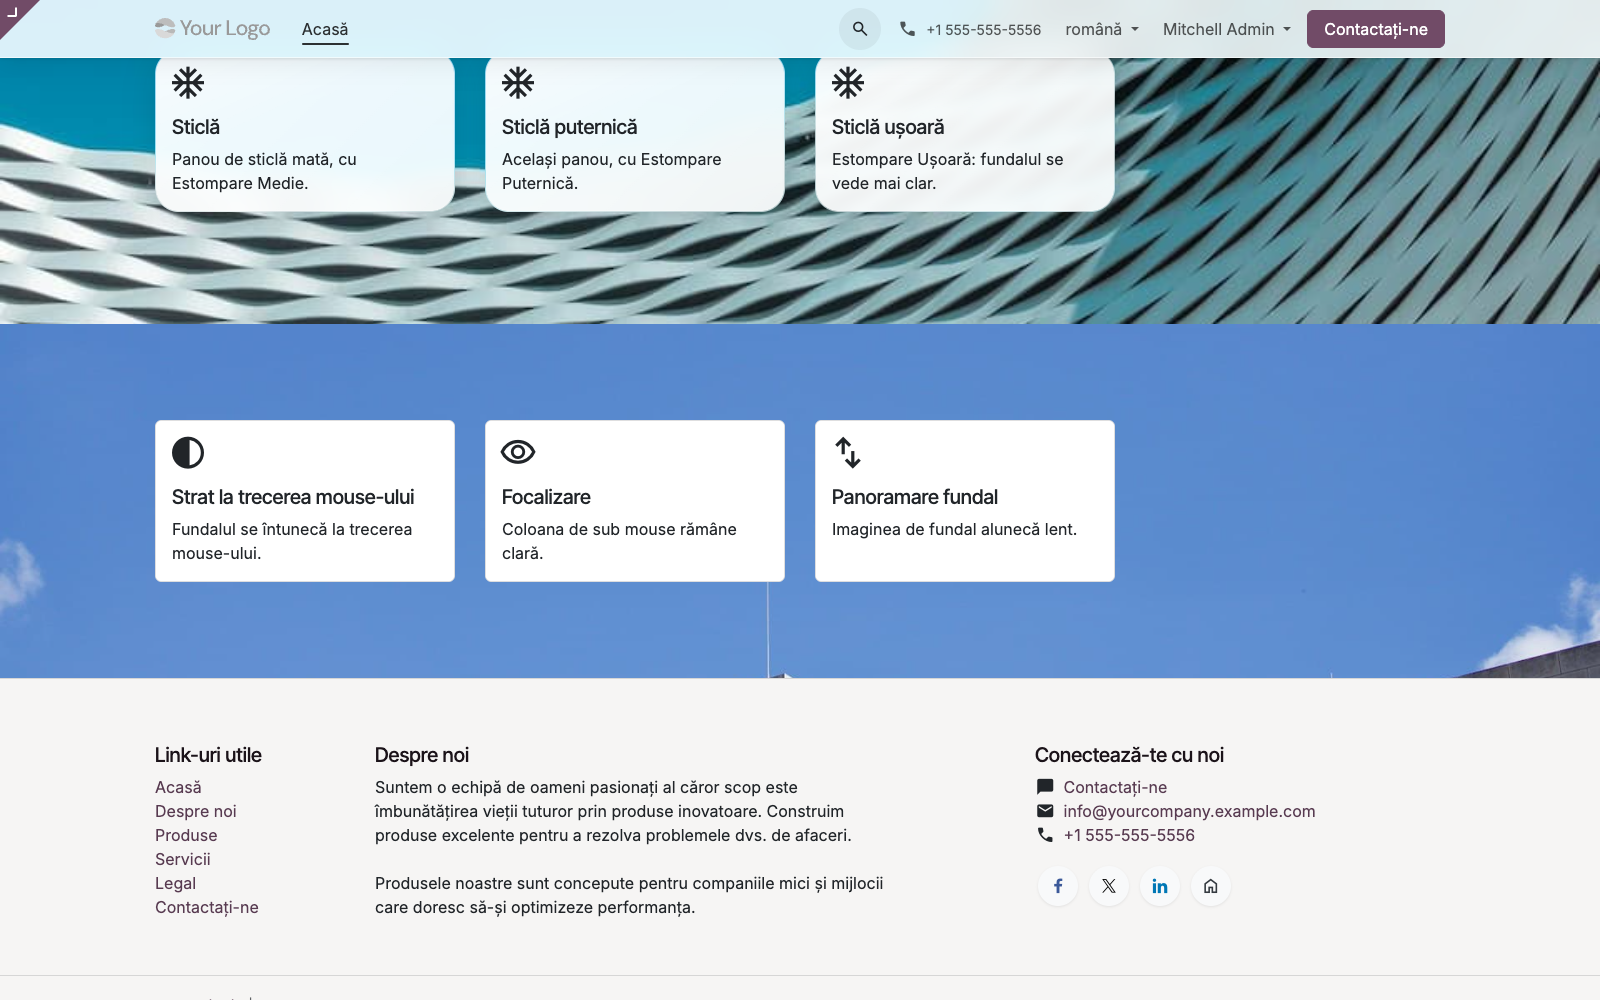 Your Logo
Acasă
+1 555-555-5556
română
Mitchell Admin
Contactați-ne
Sticlă
Panou de sticlă mată, cu
Estompare Medie.
Sticlă puternică
Același panou, cu Estompare
Puternică.
Sticlă ușoară
Estompare Ușoară: fundalul se
vede mai clar.
Strat la trecerea mouse-ului
Fundalul se întunecă la trecerea
mouse-ului.
Focalizare
Coloana de sub mouse rămâne
clară.
Panoramare fundal
Imaginea de fundal alunecă lent.
Link-uri utile
Acasă
Despre noi
Produse
Servicii
Legal
Contactați-ne
Despre noi
Suntem o echipă de oameni pasionați al căror scop este
îmbunătățirea vieții tuturor prin produse inovatoare. Construim
produse excelente pentru a rezolva problemele dvs. de afaceri.
Produsele noastre sunt concepute pentru companiile mici și mijlocii
care doresc să-și optimizeze performanța.
Conectează-te cu noi
Contactați-ne
info@yourcompany.example.com
+1 555-555-5556